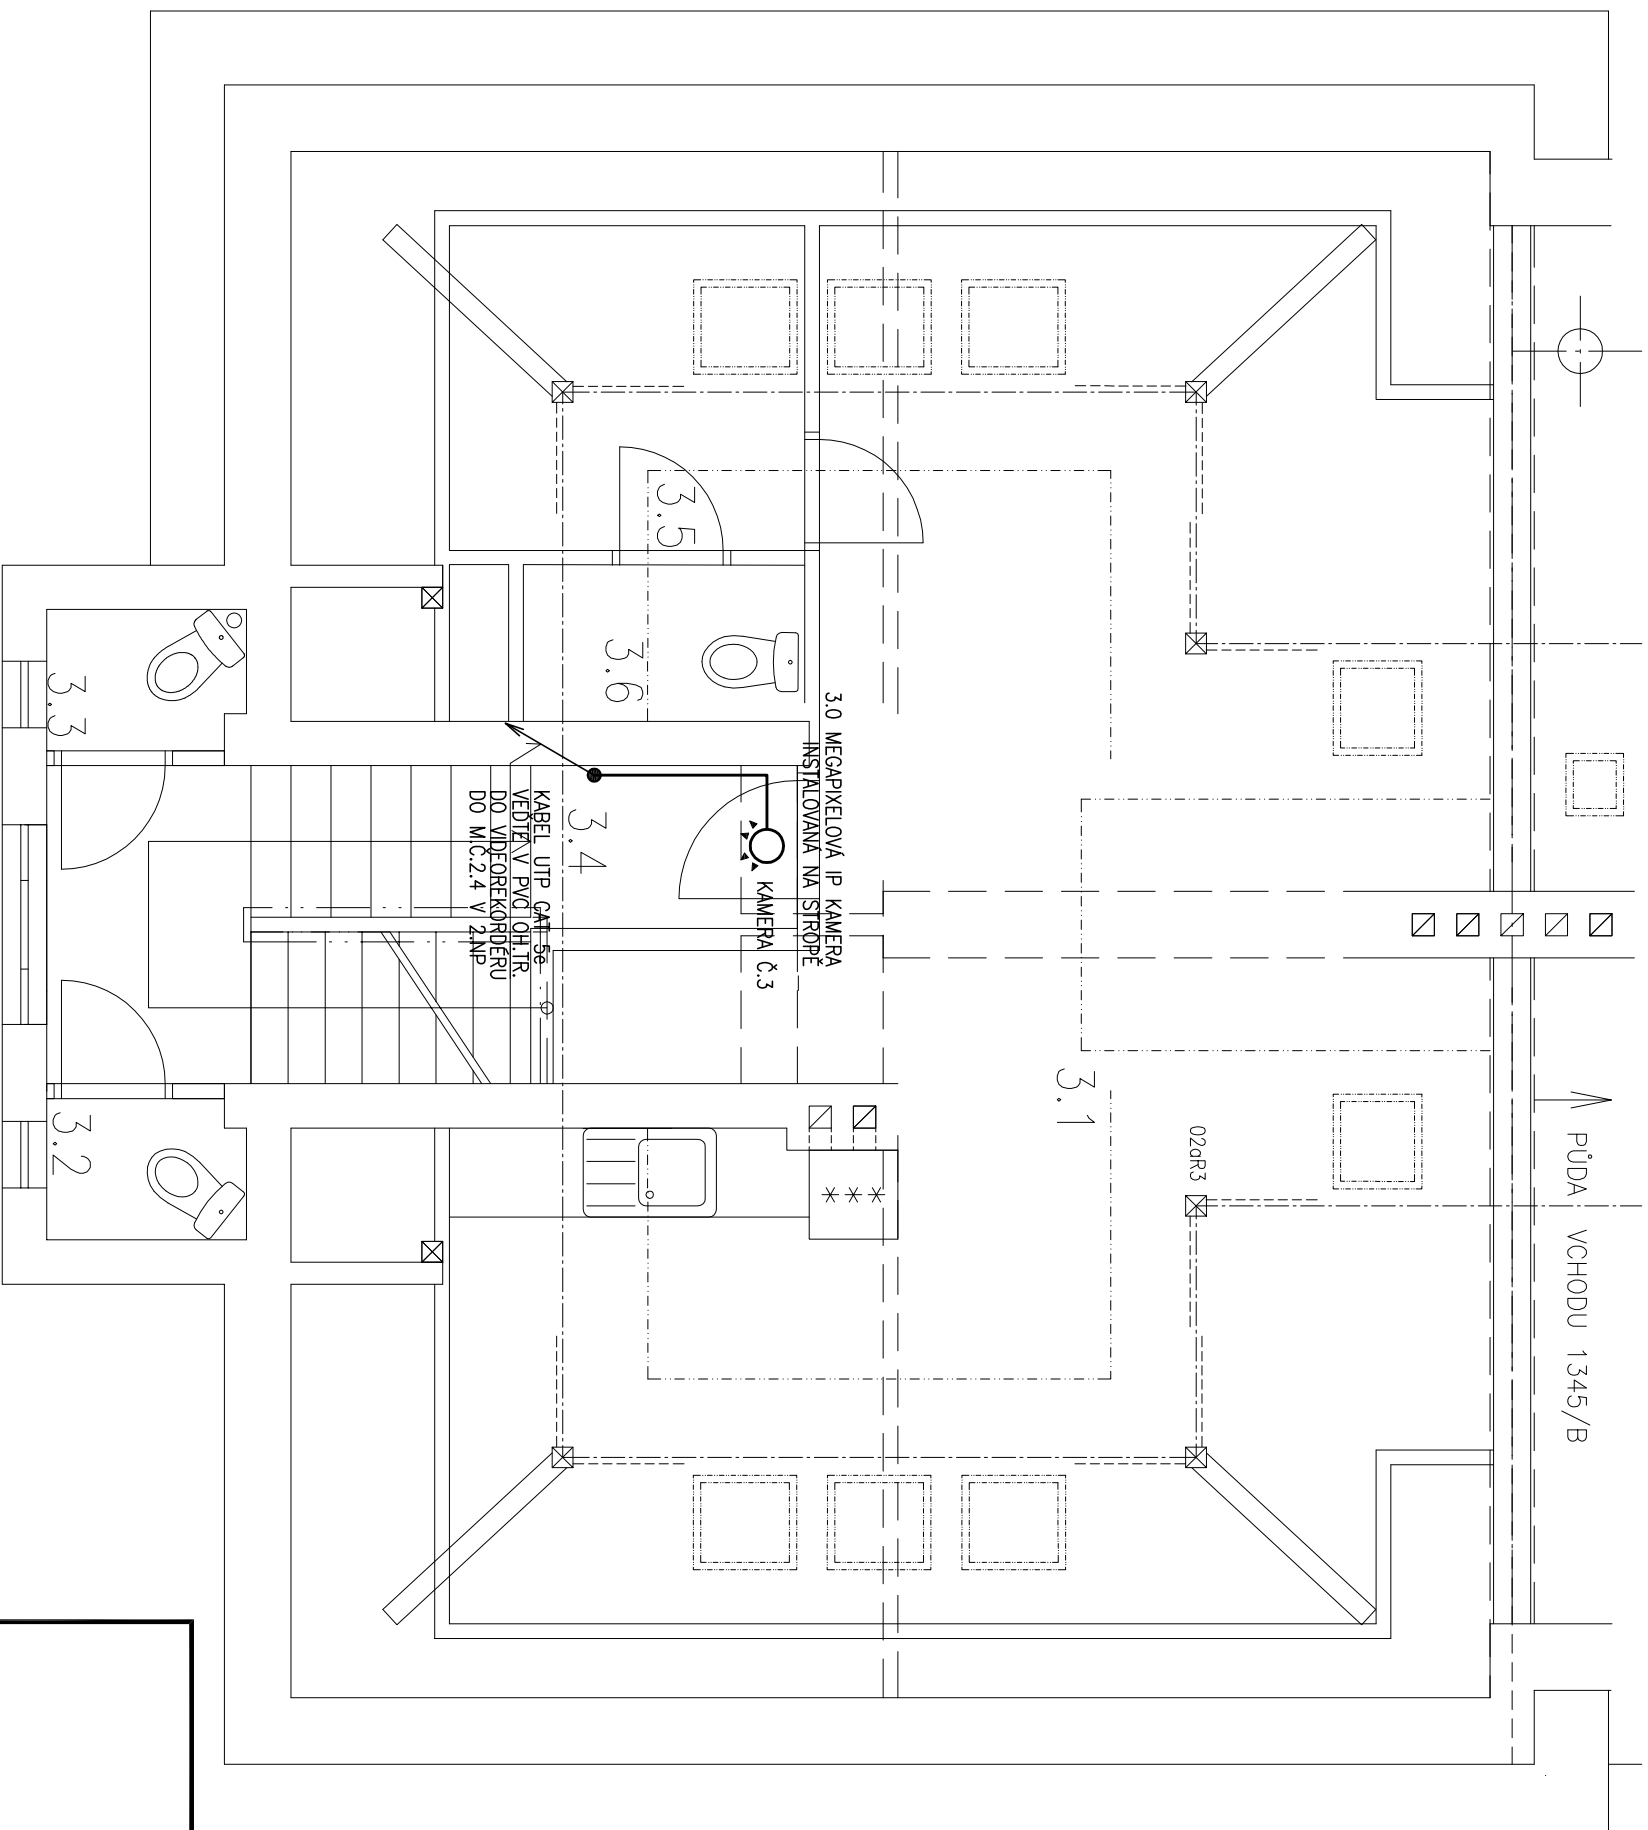 PŮDA VCHODU 1345/B
02aR3
3.1
3.0 MEGAPIXELOVÁ IP KAMERA
INSTALOVANÁ NA STROPĚ
KAMERA Č.3
3.5
3.6
3.4
KABEL UTP CAT 5e
VEĎTE V PVC OH.TR.
DO VIDEOREKORDÉRU
DO M.Č.2.4 V 2.NP
3.3
3.2